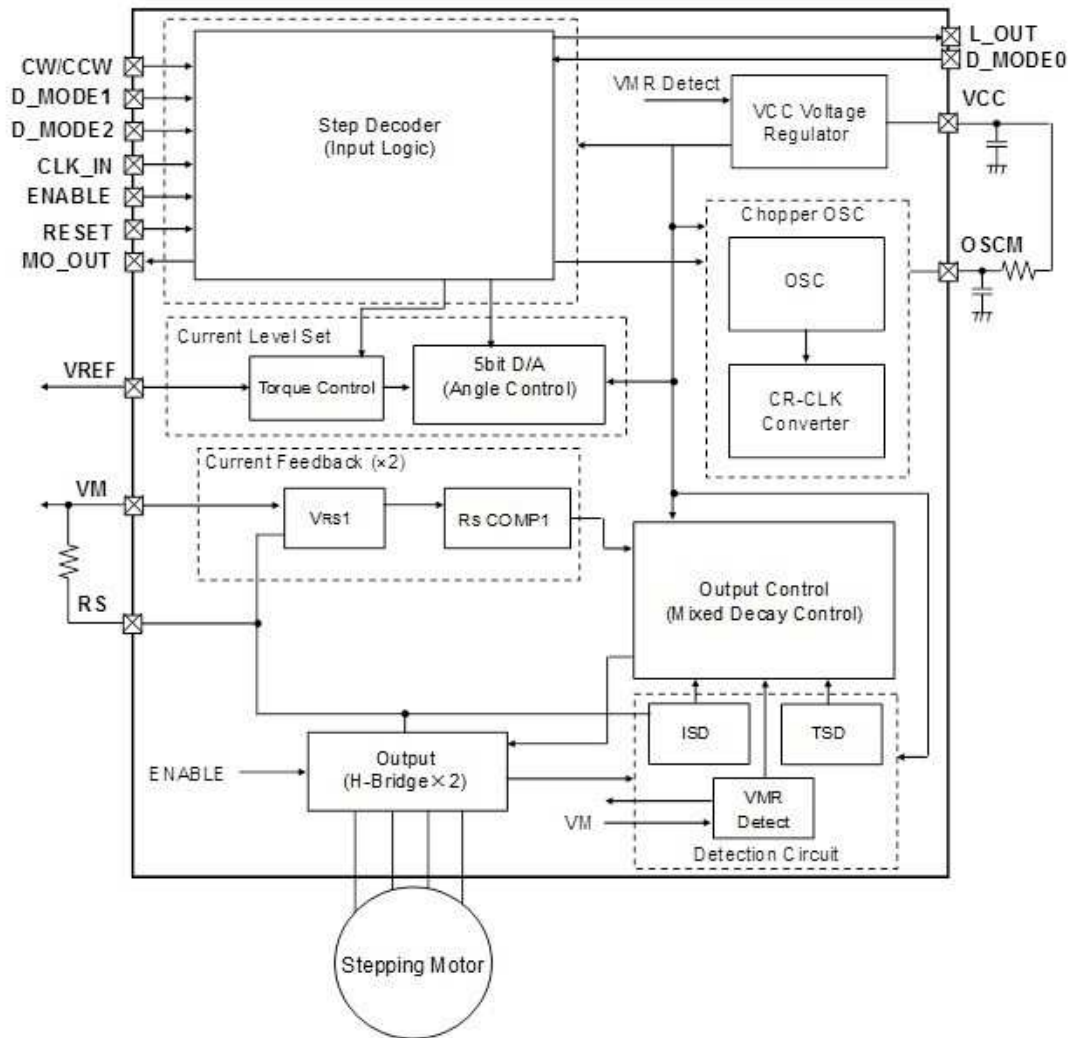 L_OUT
CW/CCW
D_MODE0
D_MODE1
VMR Detect
VCC
D_MODE2
Step Decoder
(Input Logic)
VCC Voltage
Regulator
CLK_IN
ENABLE
RESET
MO_OUT
Chopper OSC
OSCM
OSC
Current Level Set
VREF
Torque Control
5bit D/A
(Angle Control)
CR-CLK
Converter
Current Feedback (×2)
VM
VRS1
RS COMP1
Output Control
(Mixed Decay Control)
RS
ISD
TSD
ENABLE
Output
(H-Bridge×2)
VM
VMR
Detect
Detection Circuit
Stepping Motor